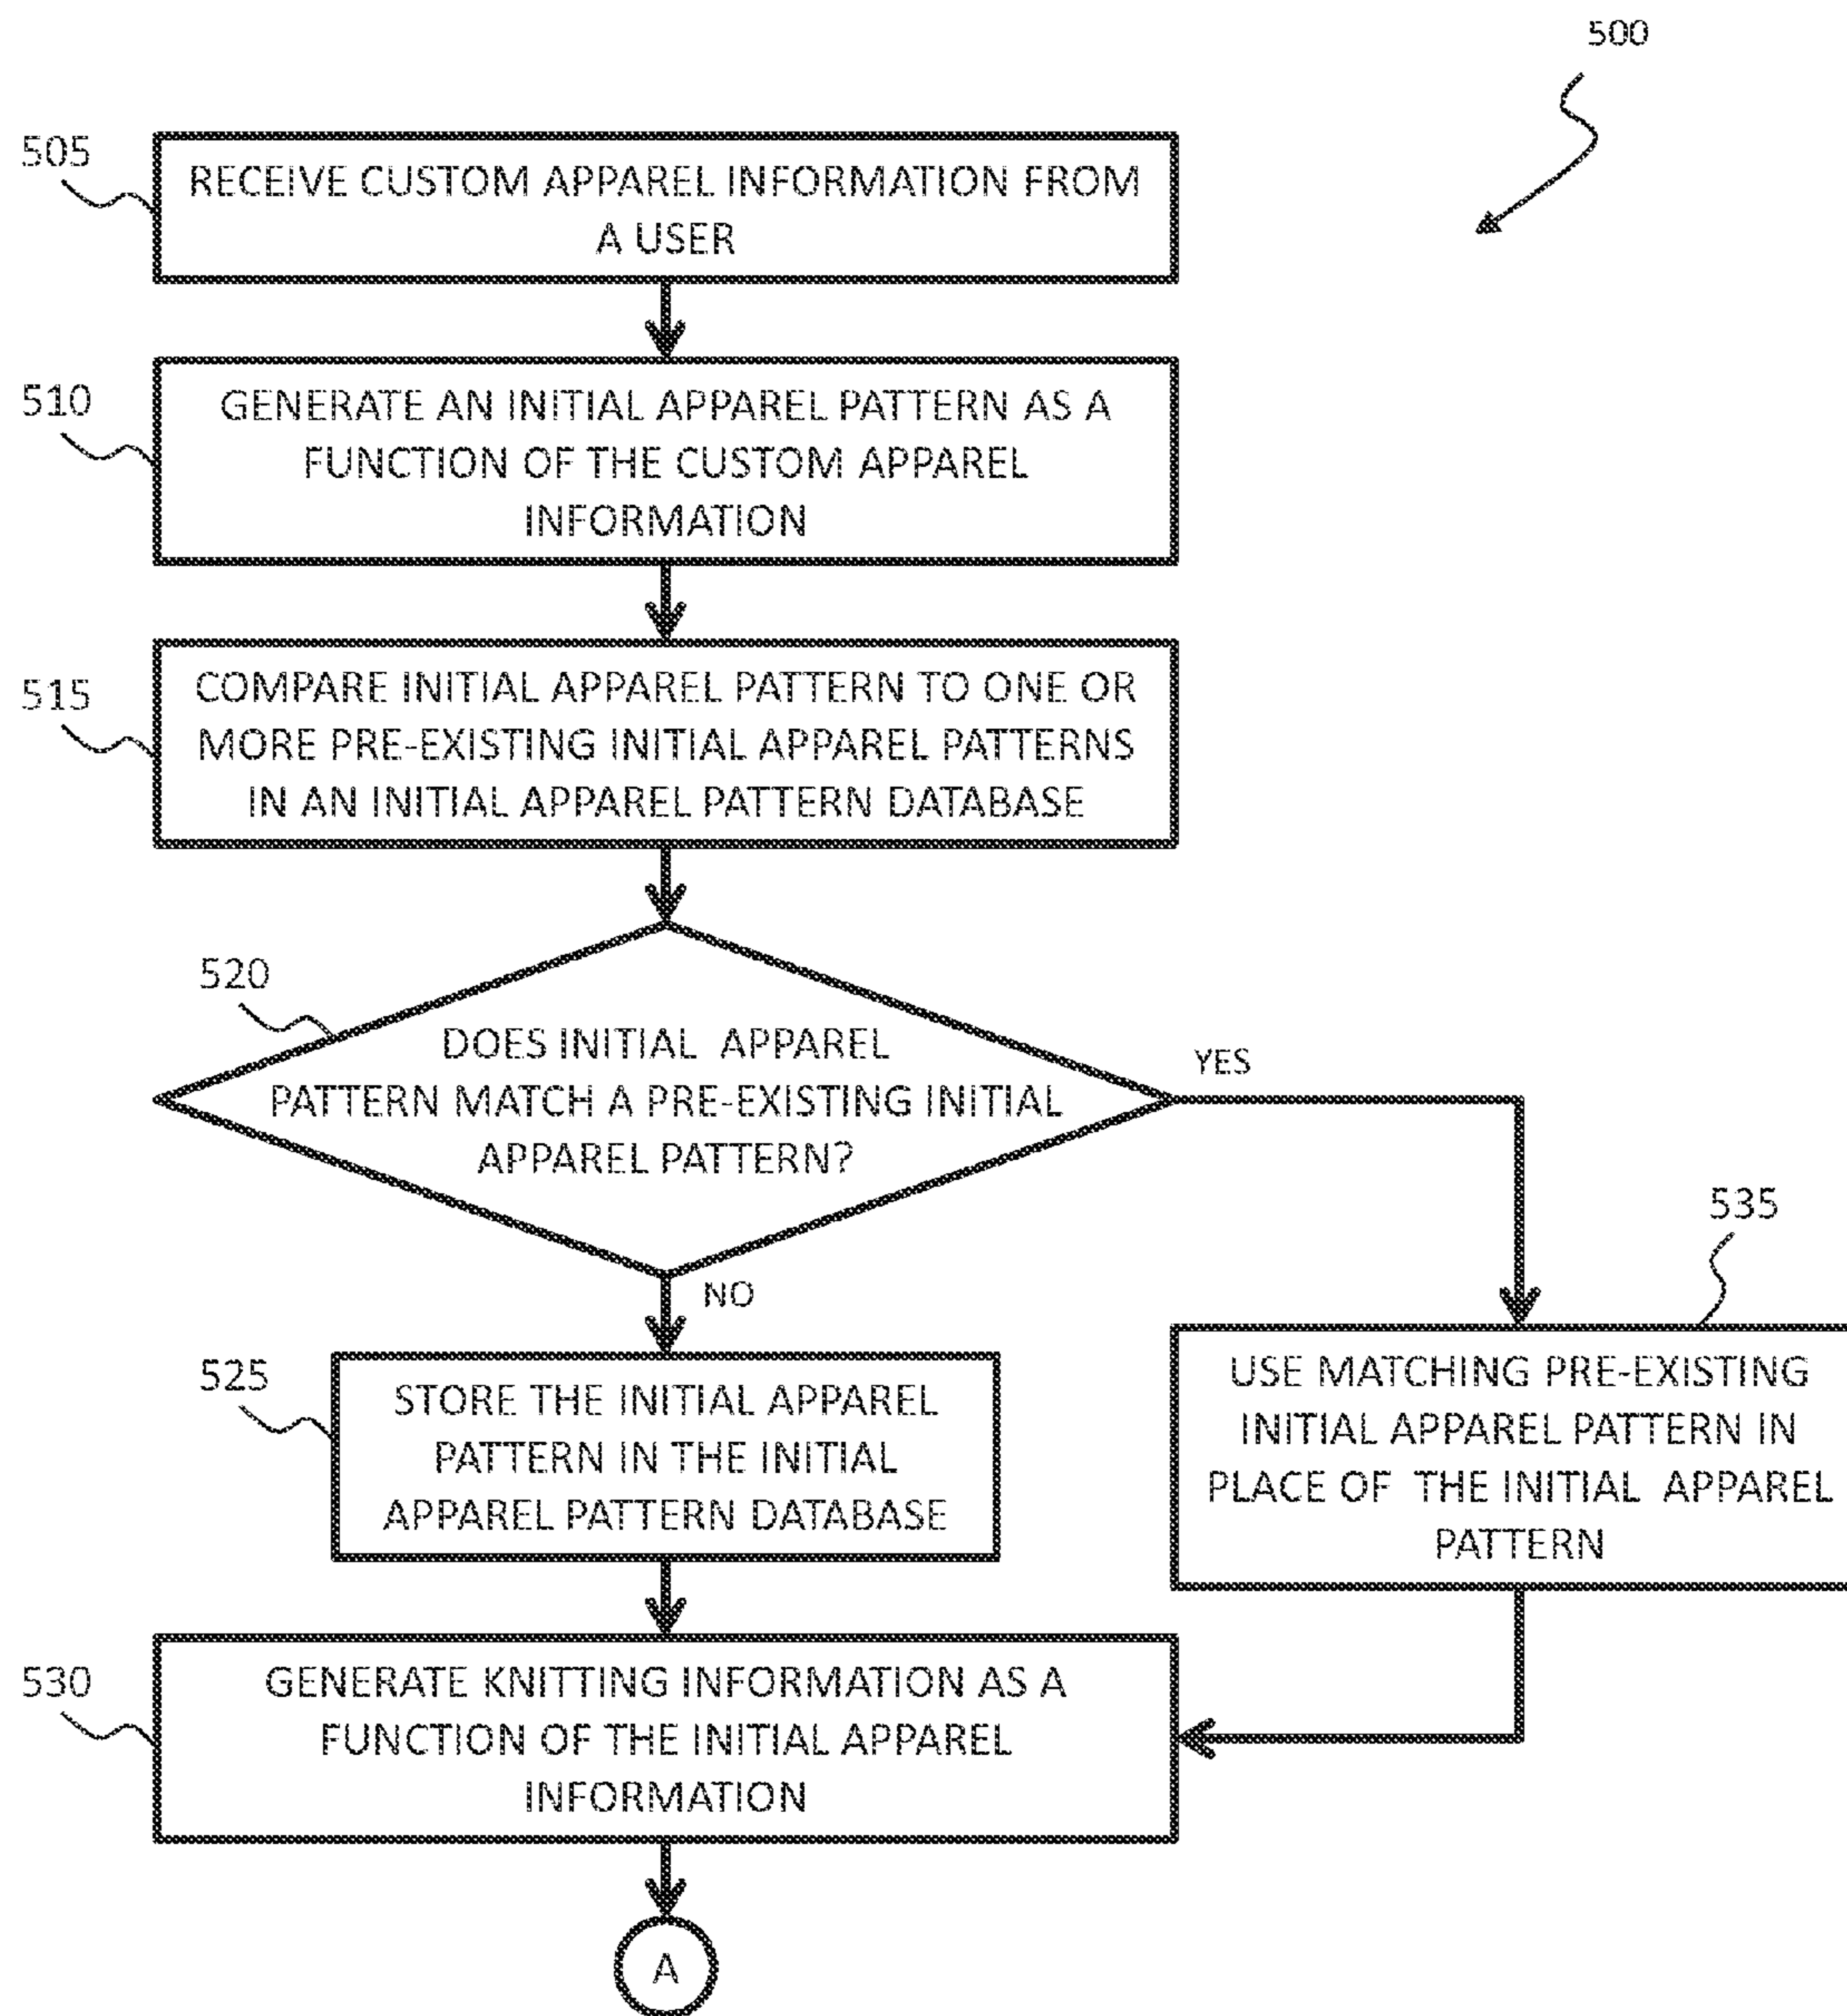 500
505
RECEIVE CUSTOM APPAREL INFORMATION FROM
A USER
510
GENERATE AN INITIAL APPAREL PATTERN AS A
FUNCTION OF THE CUSTOM APPAREL
INFORMATION
515
COMPARE INITIAL APPAREL PATTERN TO ONE OR
MORE PRE-EXISTING INITIAL APPAREL PATTERNS
IN AN INITIAL APPAREL PATTERN DATABASE
520
DOES INITIAL APPAREL
PATTERN MATCH A PRE-EXISTING INITIAL
APPAREL PATTERN?
YES
NO
535
USE MATCHING PRE-EXISTING
INITIAL APPAREL PATTERN IN
PLACE OF THE INITIAL APPAREL
PATTERN
525
STORE THE INITIAL APPAREL
PATTERN IN THE INITIAL
APPAREL PATTERN DATABASE
530
GENERATE KNITTING INFORMATION AS A
FUNCTION OF THE INITIAL APPAREL
INFORMATION
A